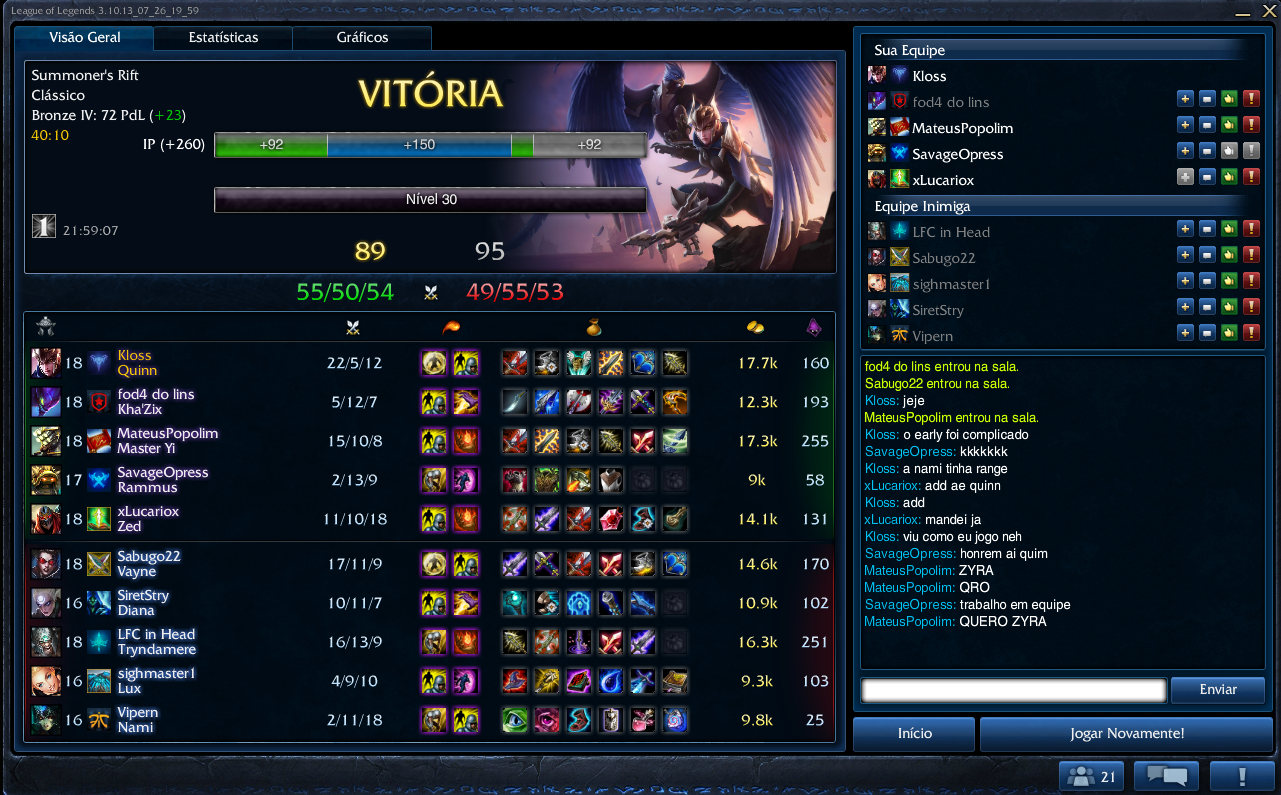 League of Legends 3.10.13_07_26_19_59
Visão Geral
Estatísticas
Gráficos
Summoner's Rift
Clássico
Bronze IV: 72 PdL (+23)
40:10
VITÓRIA
IP (+260)
+92
+150
+92
Nível 30
1
21:59:07
89
95
55/50/54
49/55/53
18 Kloss 22/5/12 17.7k 160
Quinn
18 fod4 do lins 5/12/7 12.3k 193
Kha'Zix
18 MateusPopolim 15/10/8 17.3k 255
Master Yi
17 SavageOpress 2/13/9 9k 58
Rammus
18 xLucariox 11/10/18 14.1k 131
Zed
18 Sabugo22 17/11/9 14.6k 170
Vayne
16 SiretStry 10/11/7 10.9k 102
Diana
18 LFC in Head 16/13/9 16.3k 251
Tryndamere
16 sighmaster1 4/9/10 9.3k 103
Lux
16 Vipern 2/11/18 9.8k 25
Nami
Sua Equipe
Kloss
fod4 do lins
MateusPopolim
SavageOpress
xLucariox
Equipe Inimiga
LFC in Head
Sabugo22
sighmaster1
SiretStry
Vipern
fod4 do lins entrou na sala.
Sabugo22 entrou na sala.
Kloss: jeje
MateusPopolim entrou na sala.
Kloss: o early foi complicado
SavageOpress: kkkkkkk
Kloss: a nami tinha range
xLucariox: add ae quinn
Kloss: add
xLucariox: mandei ja
Kloss: viu como eu jogo neh
SavageOpress: honrem ai quim
MateusPopolim: ZYRA
MateusPopolim: QRO
SavageOpress: trabalho em equipe
MateusPopolim: QUERO ZYRA
Enviar
Início
Jogar Novamente!
21